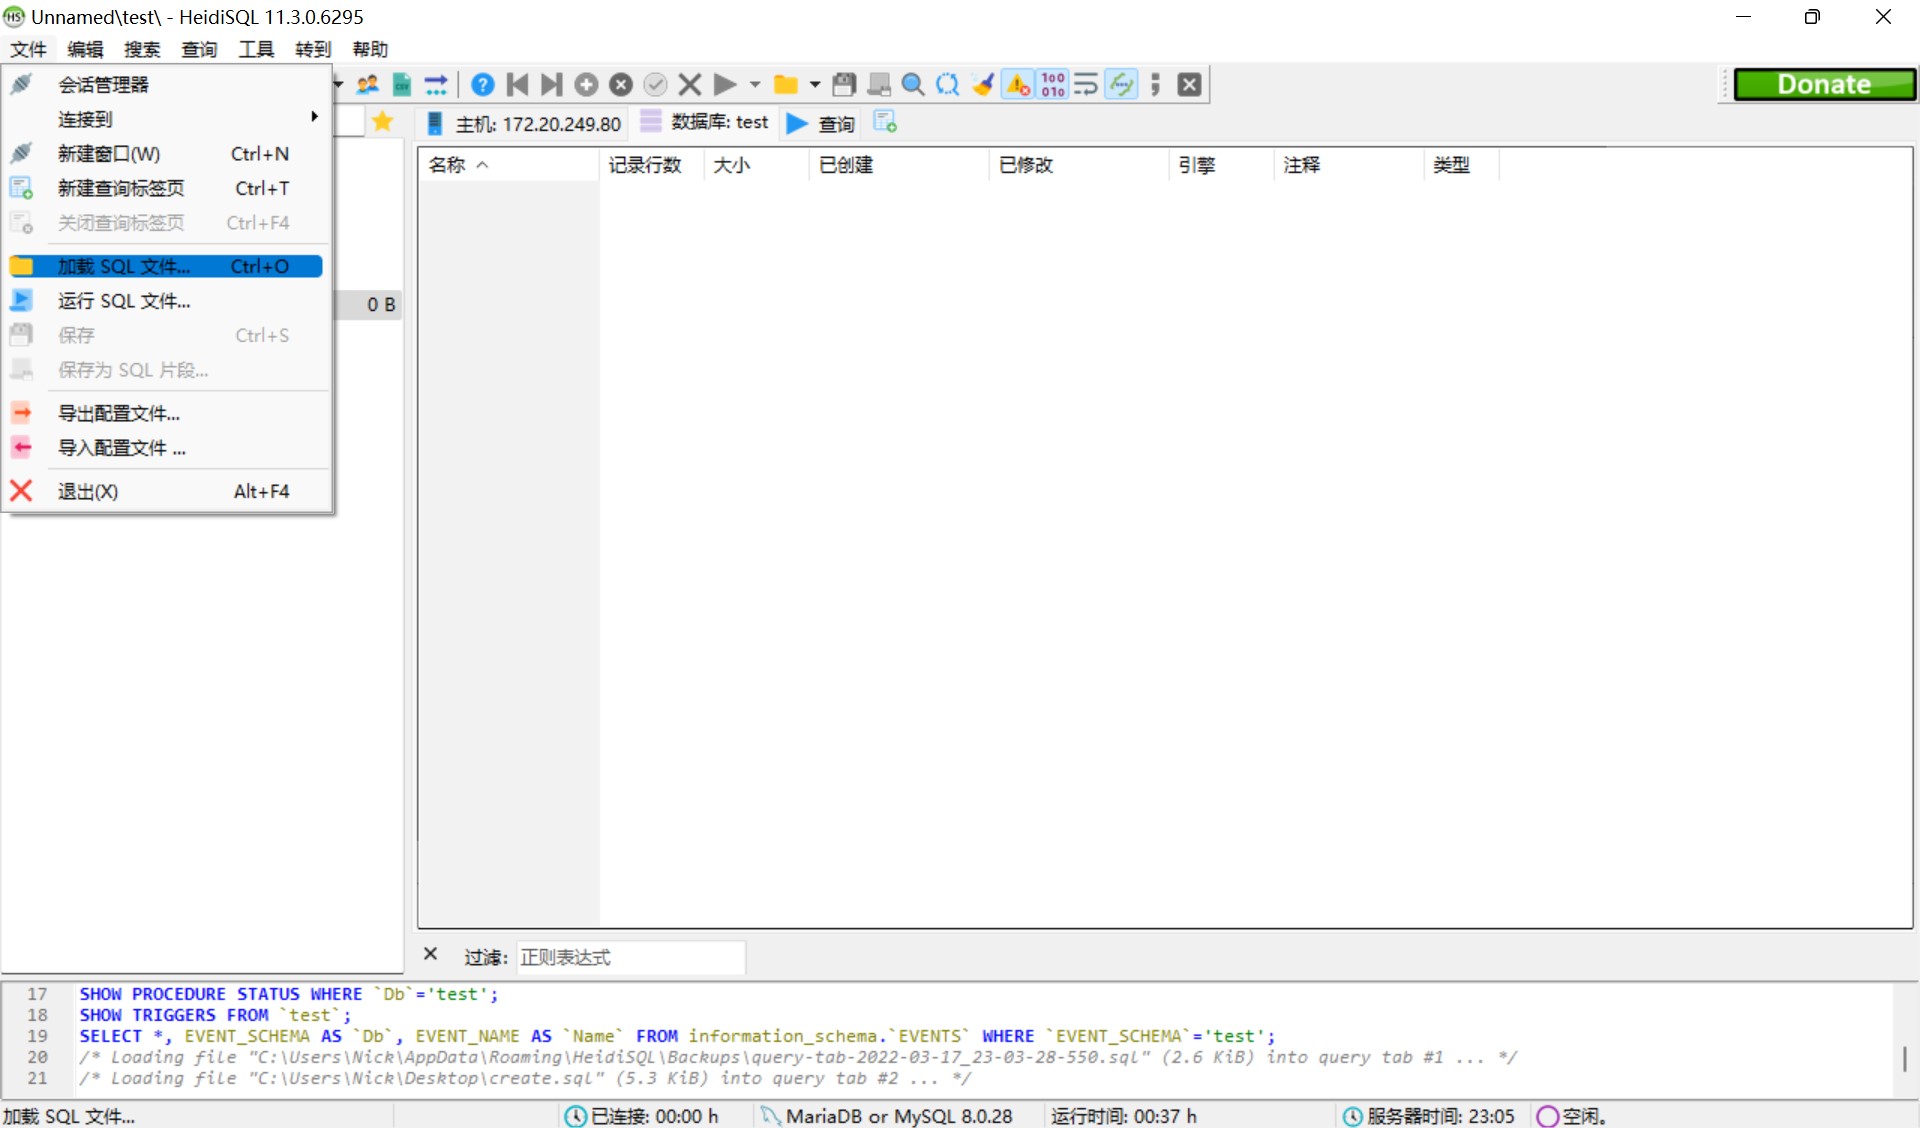 Unnamed\test\ - HeidiSQL 11.3.0.6295
文件 编辑 搜索 查询 工具 转到 帮助
Donate
会话管理器
连接到
新建窗口(W) Ctrl+N
新建查询标签页 Ctrl+T
关闭查询标签页 Ctrl+F4
加载 SQL 文件... Ctrl+O
运行 SQL 文件...
保存 Ctrl+S
保存为 SQL 片段...
导出配置文件...
导入配置文件 ...
退出(X) Alt+F4
0 B
主机: 172.20.249.80 数据库: test 查询
名称 记录行数 大小 已创建 已修改 引擎 注释 类型
过滤: 正则表达式
17 SHOW PROCEDURE STATUS WHERE `Db`='test';
18 SHOW TRIGGERS FROM `test`;
19 SELECT *, EVENT_SCHEMA AS `Db`, EVENT_NAME AS `Name` FROM information_schema.`EVENTS` WHERE `EVENT_SCHEMA`='test';
20 /* Loading file "C:\Users\Nick\AppData\Roaming\HeidiSQL\Backups\query-tab-2022-03-17_23-03-28-550.sql" (2.6 KiB) into query tab #1 ... */
21 /* Loading file "C:\Users\Nick\Desktop\create.sql" (5.3 KiB) into query tab #2 ... */
加载 SQL 文件... 已连接: 00:00 h MariaDB or MySQL 8.0.28 运行时间: 00:37 h 服务器时间: 23:05 空闲。